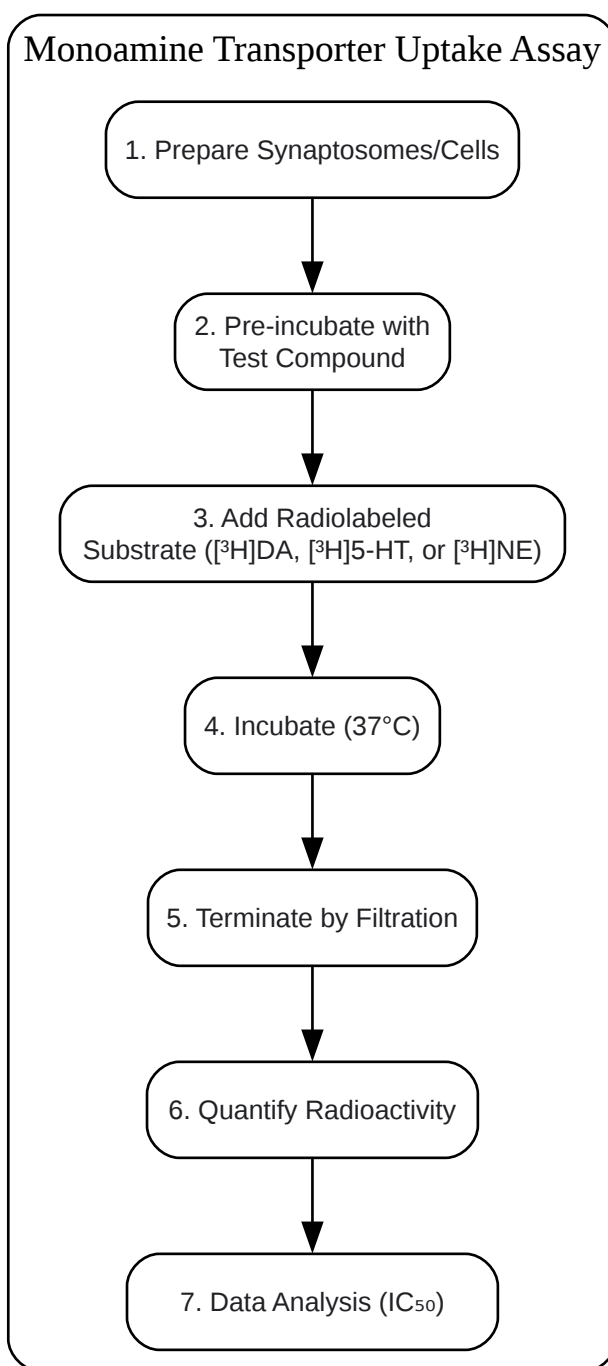 Monoamine Transporter Uptake Assay
1. Prepare Synaptosomes/Cells
2. Pre-incubate with
Test Compound
3. Add Radiolabeled
Substrate ([³H]DA, [³H]5-HT, or [³H]NE)
4. Incubate (37°C)
5. Terminate by Filtration
6. Quantify Radioactivity
7. Data Analysis (IC₅₀)